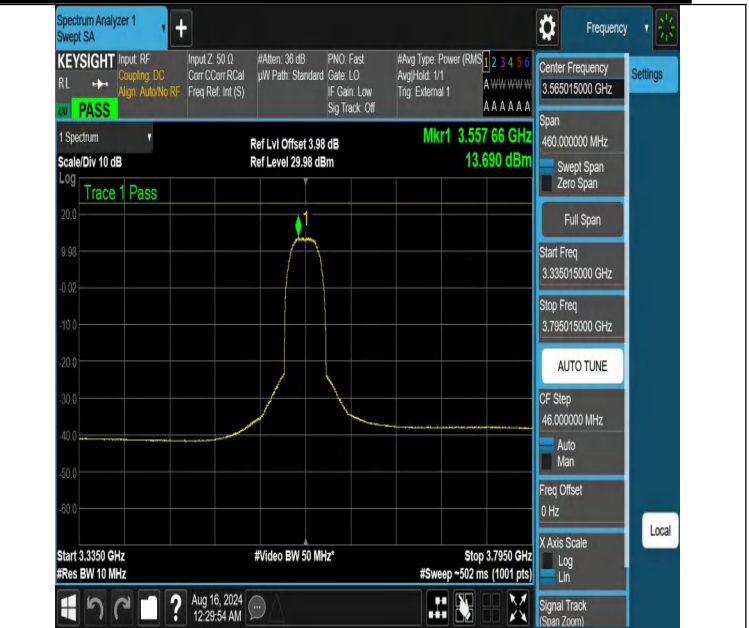 Spectrum Analyzer 1
Swept SA
+
Frequency
KEYSIGHT
RL
LXI
PASS
Input: RF
Coupling: DC
Align: Auto/No RF
Input Z: 50 Ω
Corr CCorr RCal
Freq Ref: Int (S)
#Atten: 36 dB
µW Path: Standard
PNO: Fast
Gate: LO
IF Gain: Low
Sig Track: Off
#Avg Type: Power (RMS
Avg|Hold: 1/1
Trig: External 1
1 2 3 4 5 6
A W W W W W
A A A A A A
Center Frequency
3.565015000 GHz
Settings
Span
460.000000 MHz
Swept Span
Zero Span
Full Span
Start Freq
3.335015000 GHz
Stop Freq
3.795015000 GHz
AUTO TUNE
CF Step
46.000000 MHz
Auto
Man
Freq Offset
0 Hz
X Axis Scale
Log
Lin
Signal Track
(Span Zoom)
Local
1 Spectrum
Scale/Div 10 dB
Log
Ref Lvl Offset 3.98 dB
Ref Level 29.98 dBm
Mkr1 3.557 66 GHz
13.690 dBm
Trace 1 Pass
1
20.0
9.98
-0.02
-10.0
-20.0
-30.0
-40.0
-50.0
-60.0
Start 3.3350 GHz
#Res BW 10 MHz
#Video BW 50 MHz*
Stop 3.7950 GHz
#Sweep ~502 ms (1001 pts)
?
Aug 16, 2024
12:29:54 AM